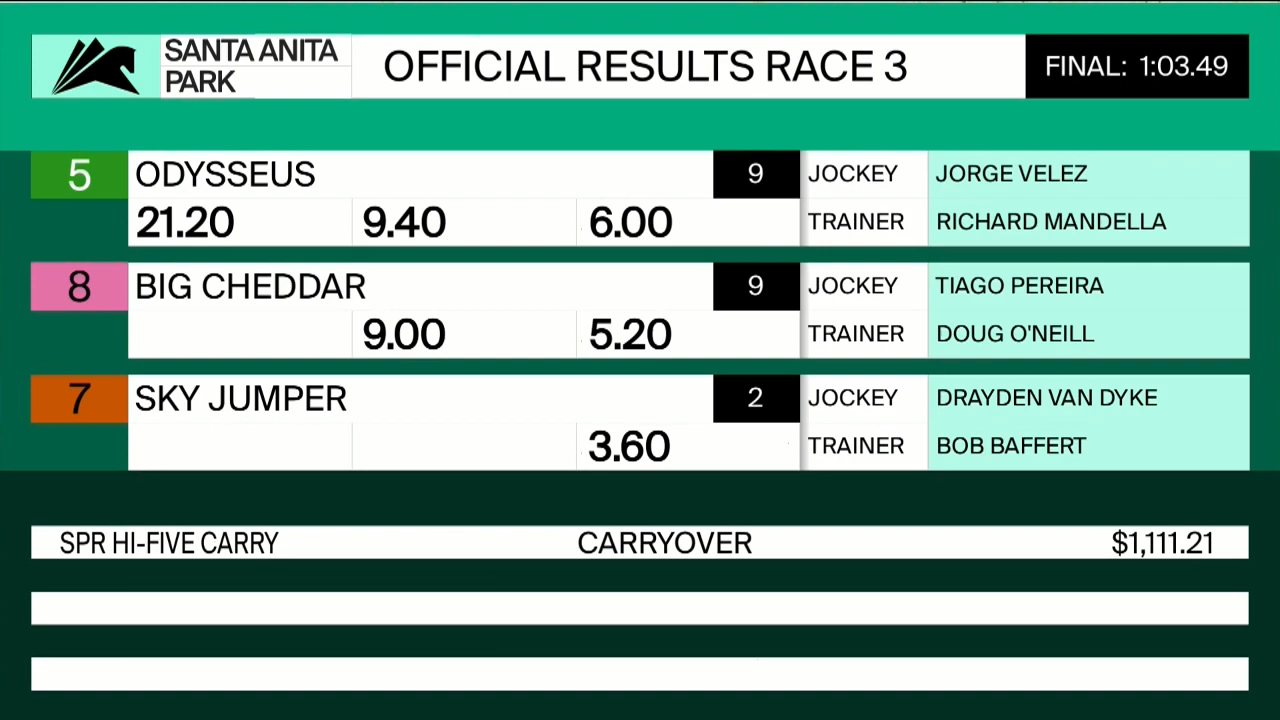 SANTA ANITA
PARK
OFFICIAL RESULTS RACE 3
FINAL: 1:03.49
5 ODYSSEUS 9 JOCKEY JORGE VELEZ
21.20 9.40 6.00 TRAINER RICHARD MANDELLA
8 BIG CHEDDAR 9 JOCKEY TIAGO PEREIRA
9.00 5.20 TRAINER DOUG O'NEILL
7 SKY JUMPER 2 JOCKEY DRAYDEN VAN DYKE
3.60 TRAINER BOB BAFFERT
SPR HI-FIVE CARRY CARRYOVER $1,111.21